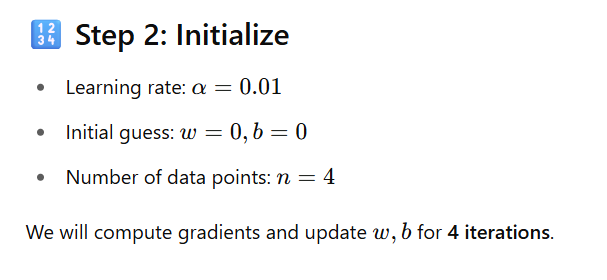 🔢 Step 2: Initialize
• Learning rate: α = 0.01
• Initial guess: w = 0, b = 0
• Number of data points: n = 4
We will compute gradients and update w, b for 4 iterations.